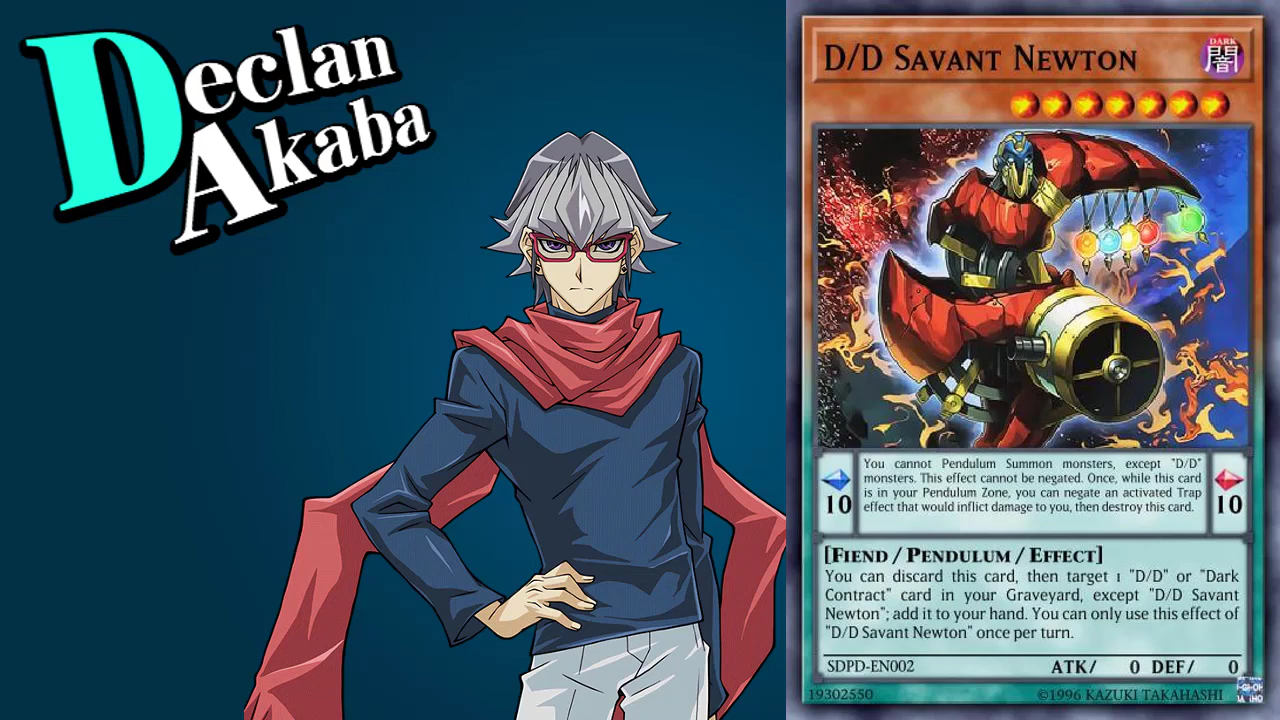 Declan
Akaba
D/D Savant Newton
DARK
闇
10
You cannot Pendulum Summon monsters, except "D/D"
monsters. This effect cannot be negated. Once, while this card
is in your Pendulum Zone, you can negate an activated Trap
effect that would inflict damage to you, then destroy this card.
10
[Fiend / Pendulum / Effect]
You can discard this card, then target 1 "D/D" or "Dark
Contract" card in your Graveyard, except "D/D Savant
Newton"; add it to your hand. You can only use this effect of
"D/D Savant Newton" once per turn.
SDPD-EN002
ATK/ 0 DEF/ 0
19302550
©1996 KAZUKI TAKAHASHI